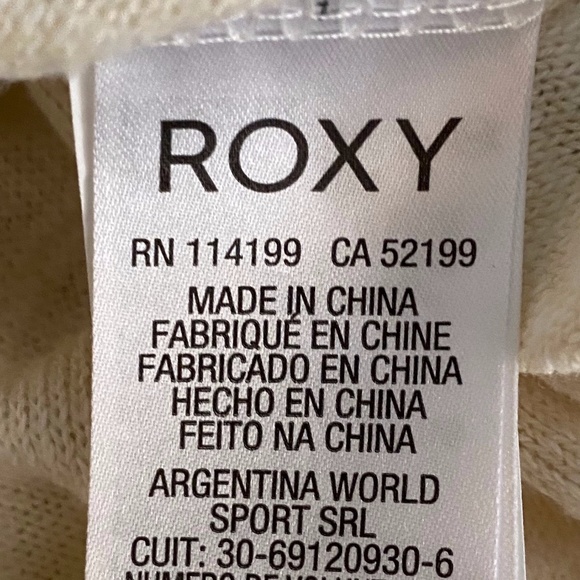 ROXY
RN 114199 CA 52199
MADE IN CHINA
FABRIQUÉ EN CHINE
FABRICADO EN CHINA
HECHO EN CHINA
FEITO NA CHINA
ARGENTINA WORLD
SPORT SRL
CUIT: 30-69120930-6